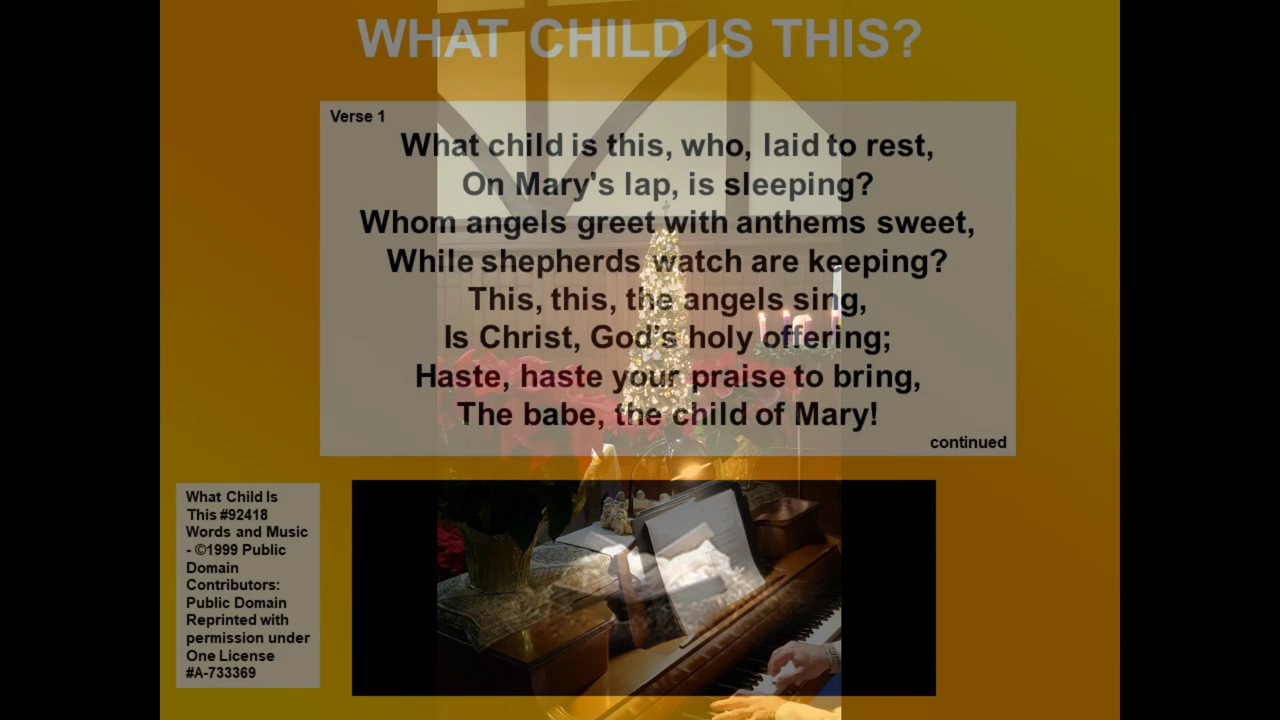 WHAT CHILD IS THIS?
Verse 1
What child is this, who, laid to rest,
On Mary's lap, is sleeping?
Whom angels greet with anthems sweet,
While shepherds watch are keeping?
This, this, the angels sing,
Is Christ, God's holy offering;
Haste, haste your praise to bring,
The babe, the child of Mary!
continued
What Child Is
This #92418
Words and Music
- ©1999 Public
Domain
Contributors:
Public Domain
Reprinted with
permission under
One License
#A-733369